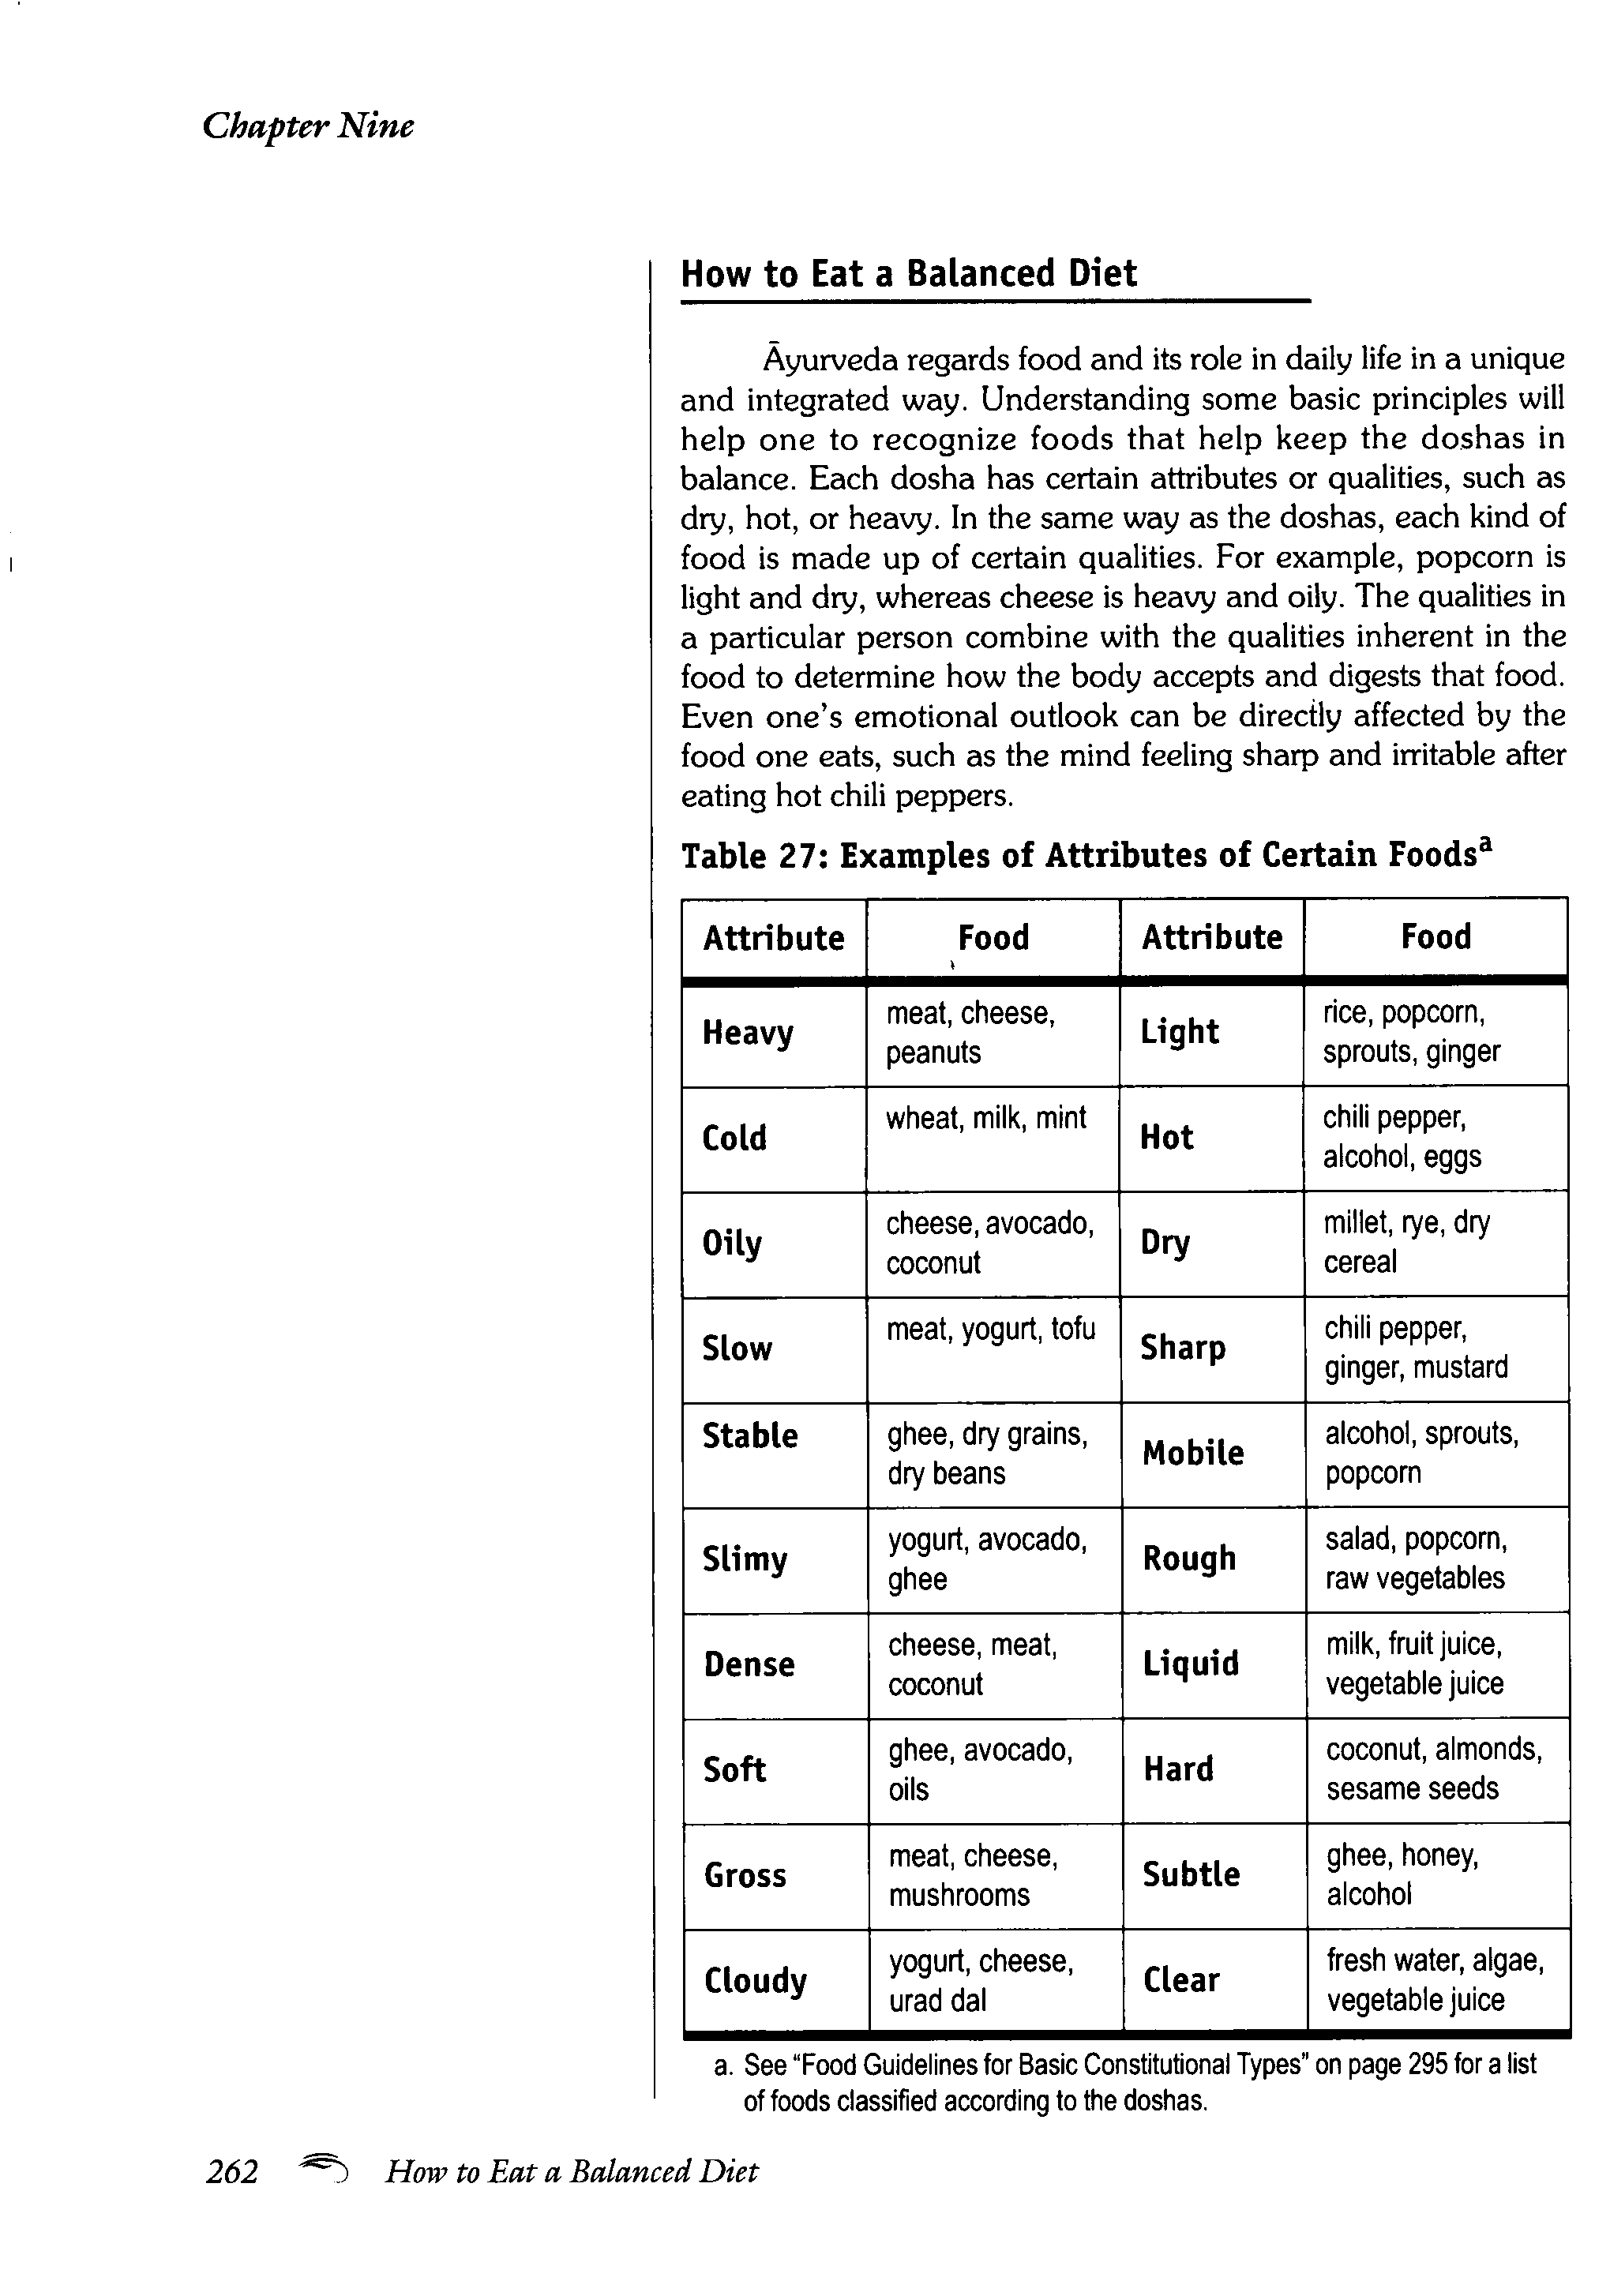 Chapter Nine
How to Eat a Balanced Diet
Āyurveda regards food and its role in daily life in a unique
and integrated way. Understanding some basic principles will
help one to recognize foods that help keep the doshas in
balance. Each dosha has certain attributes or qualities, such as
dry, hot, or heavy. In the same way as the doshas, each kind of
food is made up of certain qualities. For example, popcorn is
light and dry, whereas cheese is heavy and oily. The qualities in
a particular person combine with the qualities inherent in the
food to determine how the body accepts and digests that food.
Even one's emotional outlook can be directly affected by the
food one eats, such as the mind feeling sharp and irritable after
eating hot chili peppers.
Table 27: Examples of Attributes of Certain Foodsa
Attribute Food Attribute Food
Heavy
meat, cheese,
peanuts
Light
rice, popcorn,
sprouts, ginger
Cold
wheat, milk, mint
Hot
chili pepper,
alcohol, eggs
Oily
cheese, avocado,
coconut
Dry
millet, rye, dry
cereal
Slow
meat, yogurt, tofu
Sharp
chili pepper,
ginger, mustard
Stable
ghee, dry grains,
dry beans
Mobile
alcohol, sprouts,
popcorn
Slimy
yogurt, avocado,
ghee
Rough
salad, popcorn,
raw vegetables
Dense
cheese, meat,
coconut
Liquid
milk, fruit juice,
vegetable juice
Soft
ghee, avocado,
oils
Hard
coconut, almonds,
sesame seeds
Gross
meat, cheese,
mushrooms
Subtle
ghee, honey,
alcohol
Cloudy
yogurt, cheese,
urad dal
Clear
fresh water, algae,
vegetable juice
a. See "Food Guidelines for Basic Constitutional Types" on page 295 for a list
of foods classified according to the doshas.
262 How to Eat a Balanced Diet